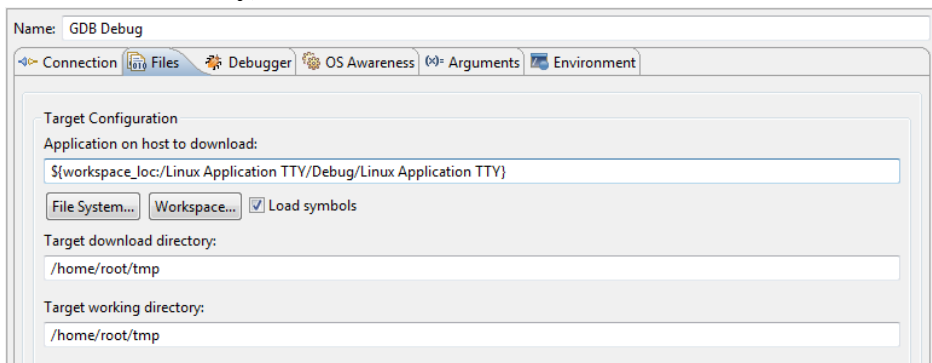 Name: GDB Debug
Connection Files Debugger OS Awareness (x)= Arguments Environment
Target Configuration
Application on host to download:
${workspace_loc:/Linux Application TTY/Debug/Linux Application TTY}
File System... Workspace... Load symbols
Target download directory:
/home/root/tmp
Target working directory:
/home/root/tmp